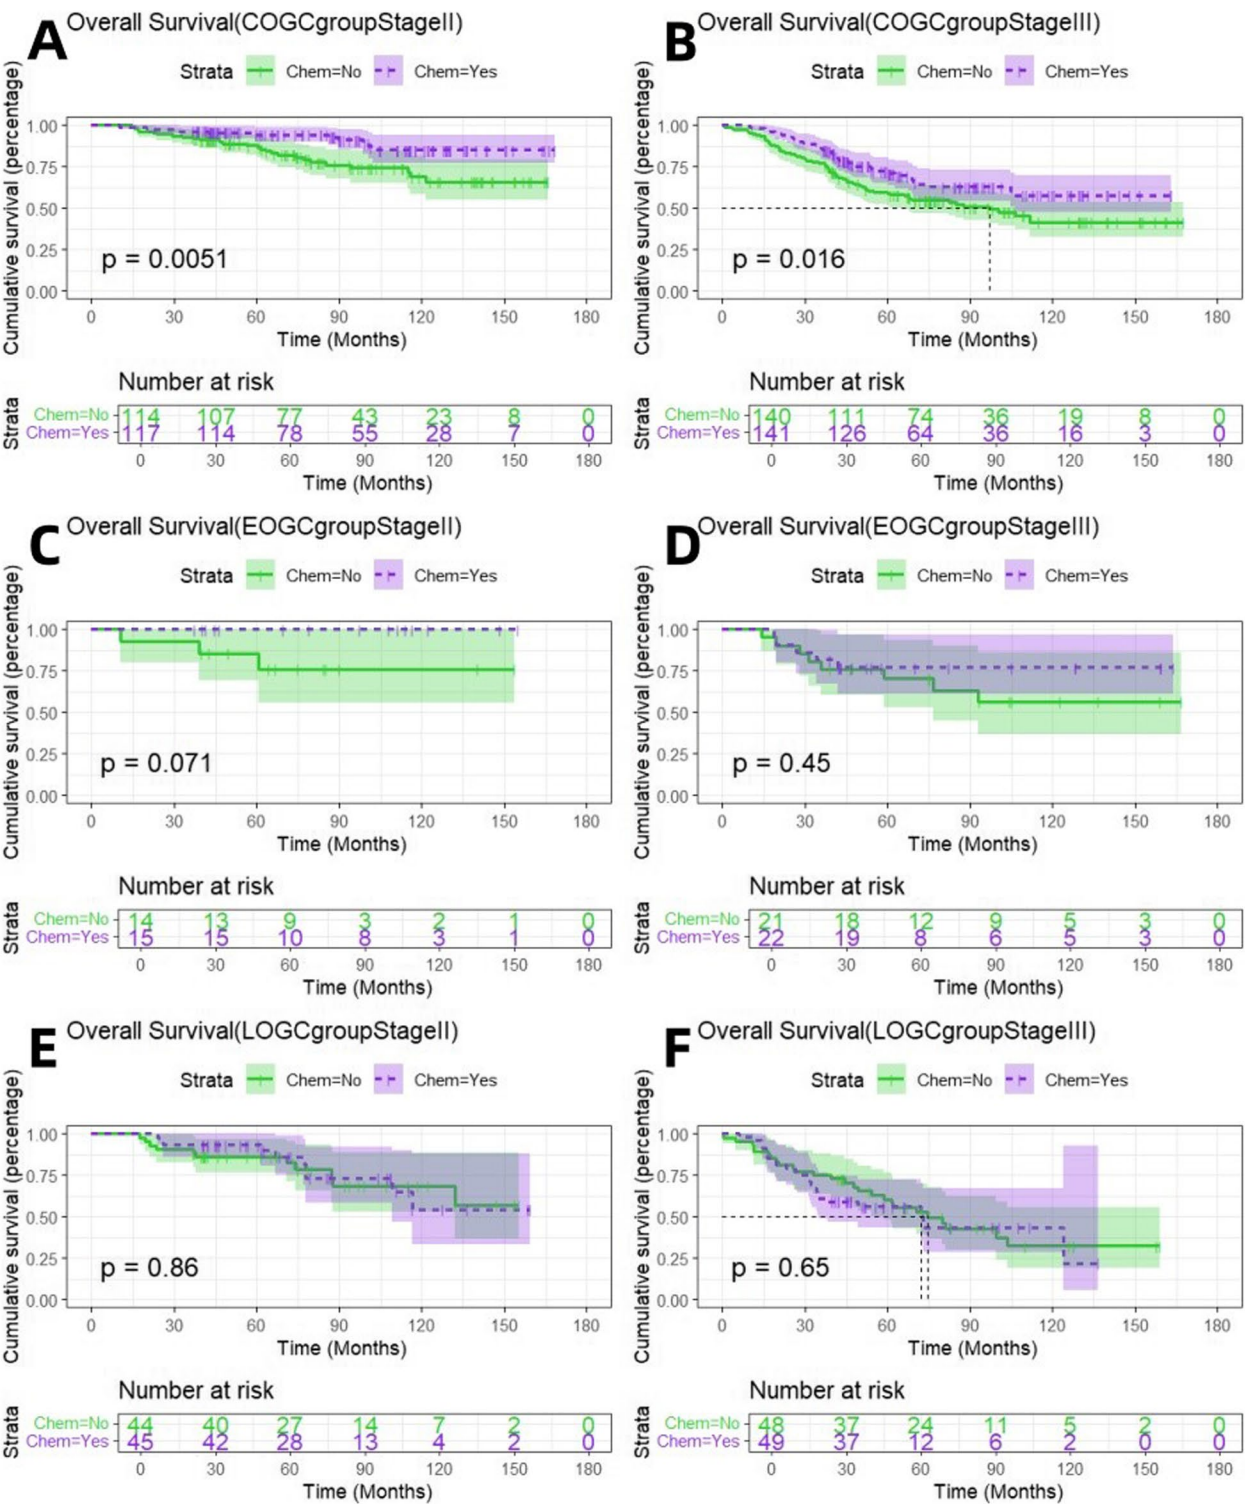 A Overall Survival(COGCgroupStageII)
Strata Chem=No Chem=Yes
Cumulative survival (percentage)
1.00
0.75
0.50
0.25
0.00
p = 0.0051
0 30 60 90 120 150 180
Time (Months)
Number at risk
Strata
Chem=No 114 107 77 43 23 8 0
Chem=Yes 117 114 78 55 28 7 0
0 30 60 90 120 150 180
Time (Months)
B Overall Survival(COGCgroupStageIII)
Strata Chem=No Chem=Yes
Cumulative survival (percentage)
1.00
0.75
0.50
0.25
0.00
p = 0.016
0 30 60 90 120 150 180
Time (Months)
Number at risk
Strata
Chem=No 140 111 74 36 19 8 0
Chem=Yes 141 126 64 36 16 3 0
0 30 60 90 120 150 180
Time (Months)
C Overall Survival(EOGCgroupStageII)
Strata Chem=No Chem=Yes
Cumulative survival (percentage)
1.00
0.75
0.50
0.25
0.00
p = 0.071
0 30 60 90 120 150 180
Time (Months)
Number at risk
Strata
Chem=No 14 13 9 3 2 1 0
Chem=Yes 15 15 10 8 3 1 0
0 30 60 90 120 150 180
Time (Months)
D Overall Survival(EOGCgroupStageIII)
Strata Chem=No Chem=Yes
Cumulative survival (percentage)
1.00
0.75
0.50
0.25
0.00
p = 0.45
0 30 60 90 120 150 180
Time (Months)
Number at risk
Strata
Chem=No 21 18 12 9 5 3 0
Chem=Yes 22 19 8 6 5 3 0
0 30 60 90 120 150 180
Time (Months)
E Overall Survival(LOGCgroupStageII)
Strata Chem=No Chem=Yes
Cumulative survival (percentage)
1.00
0.75
0.50
0.25
0.00
p = 0.86
0 30 60 90 120 150 180
Time (Months)
Number at risk
Strata
Chem=No 44 40 27 14 7 2 0
Chem=Yes 45 42 28 13 4 2 0
0 30 60 90 120 150 180
Time (Months)
F Overall Survival(LOGCgroupStageIII)
Strata Chem=No Chem=Yes
Cumulative survival (percentage)
1.00
0.75
0.50
0.25
0.00
p = 0.65
0 30 60 90 120 150 180
Time (Months)
Number at risk
Strata
Chem=No 48 37 24 11 5 2 0
Chem=Yes 49 37 12 6 2 0 0
0 30 60 90 120 150 180
Time (Months)